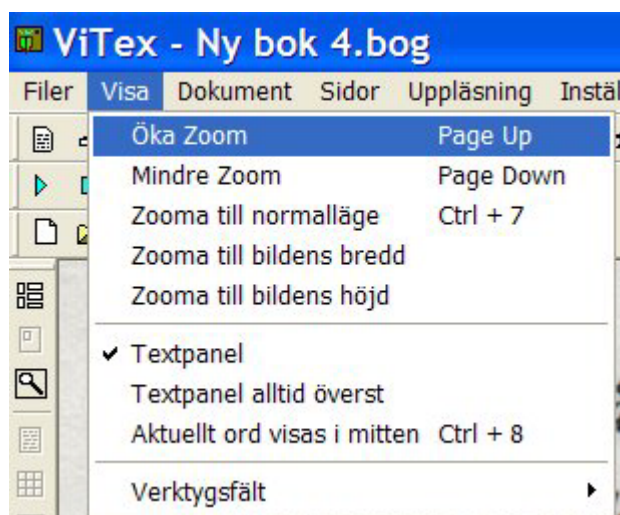 ViTex - Ny bok 4.bog
Filer Visa Dokument Sidor Uppläsning Instäl
Öka Zoom Page Up
Mindre Zoom Page Down
Zooma till normalläge Ctrl + 7
Zooma till bildens bredd
Zooma till bildens höjd
Textpanel
Textpanel alltid överst
Aktuellt ord visas i mitten Ctrl + 8
Verktygsfält